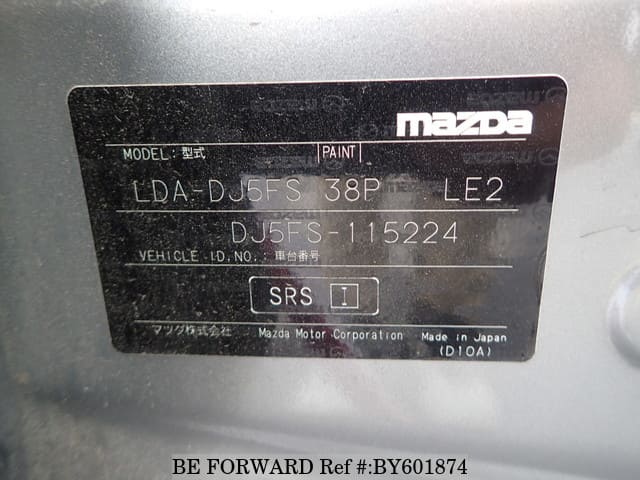 mazda
MODEL: 型式 PAINT
LDA-DJ5FS 38P LE2
DJ5FS-115224
VEHICLE I.D.NO.: 車台番号
SRS I
マツダ株式会社 Mazda Motor Corporation Made in Japan
(D10A)
BE FORWARD Ref #:BY601874